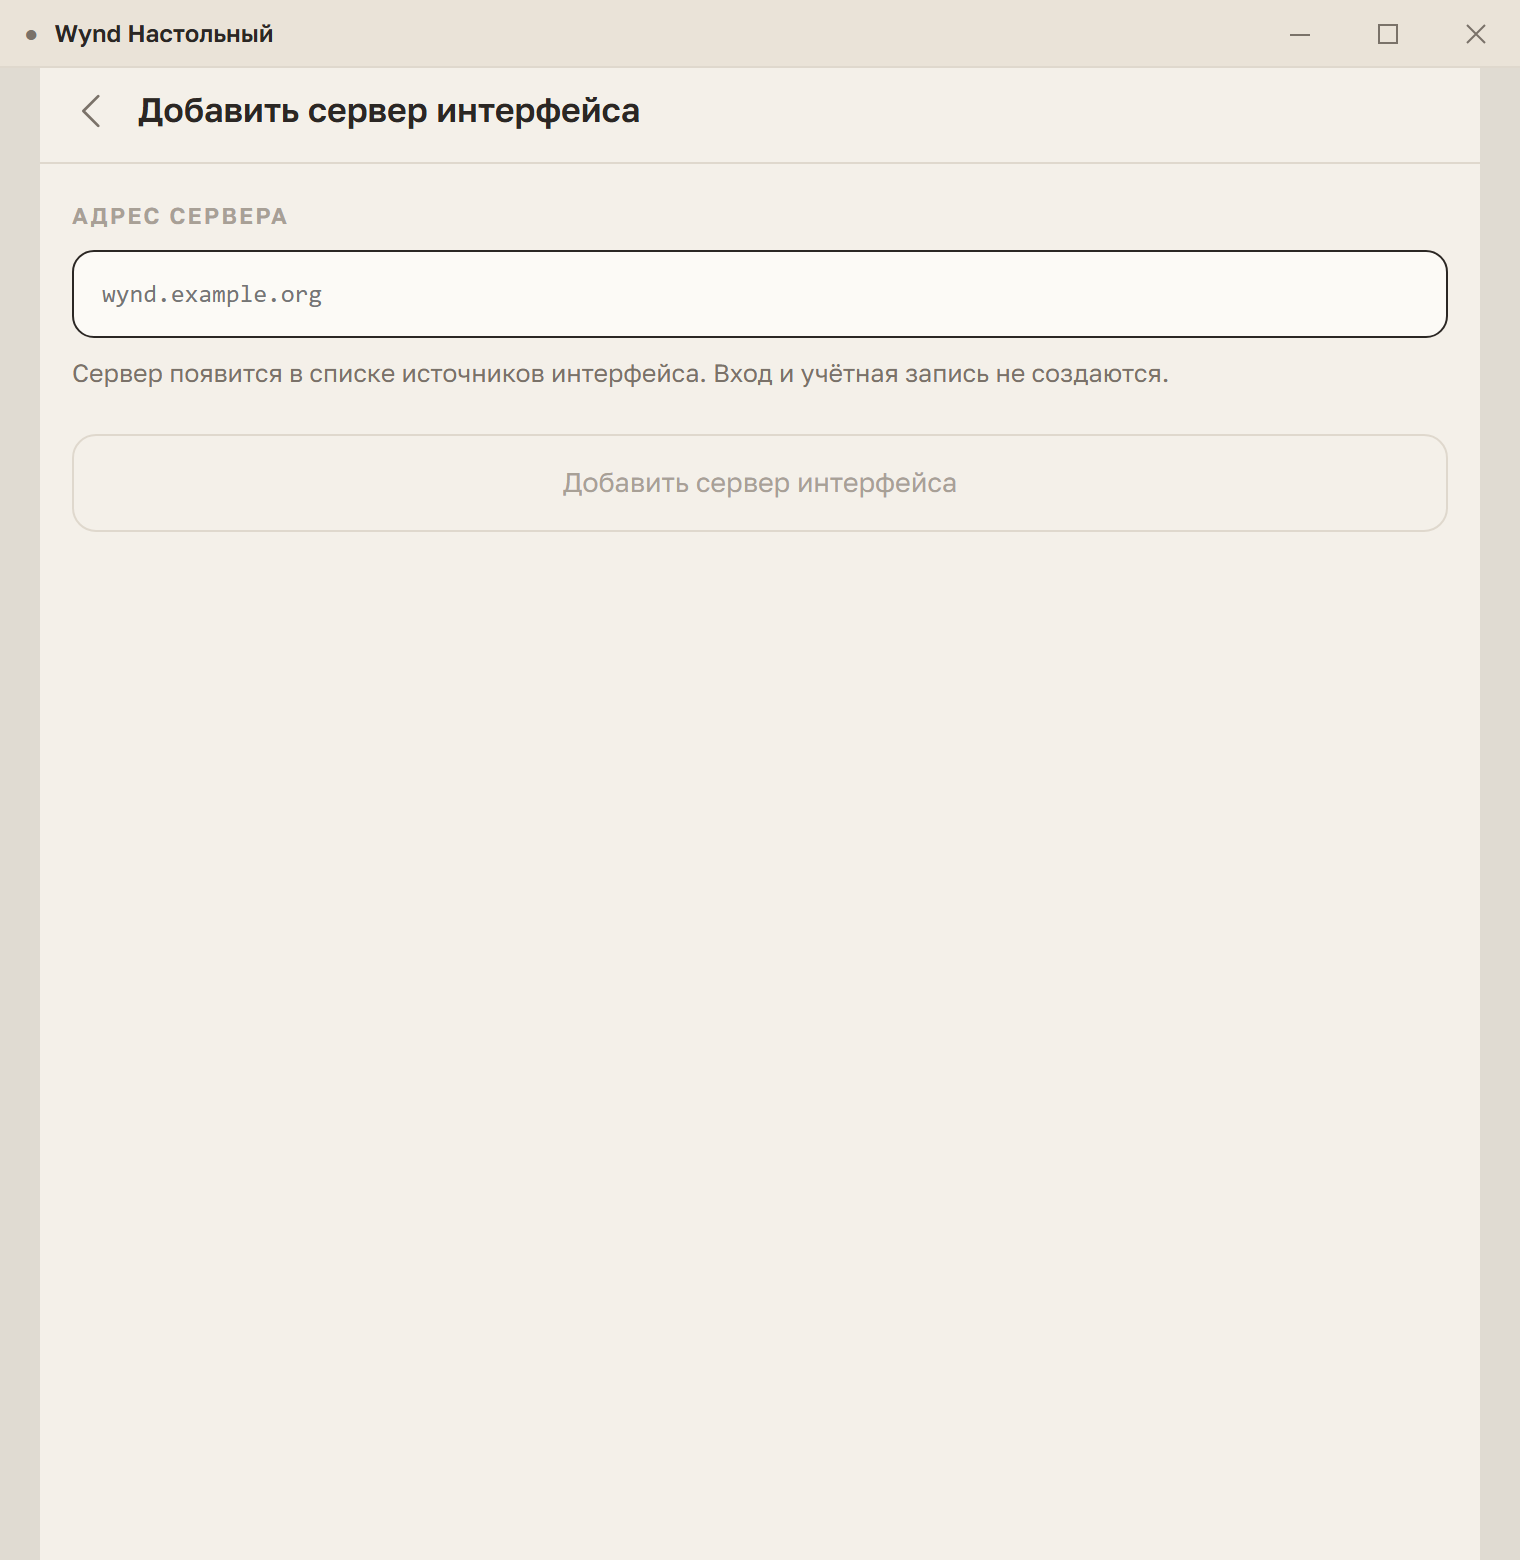 Wynd Настольный
Добавить сервер интерфейса
АДРЕС СЕРВЕРА
wynd.example.org
Сервер появится в списке источников интерфейса. Вход и учётная запись не создаются.
Добавить сервер интерфейса